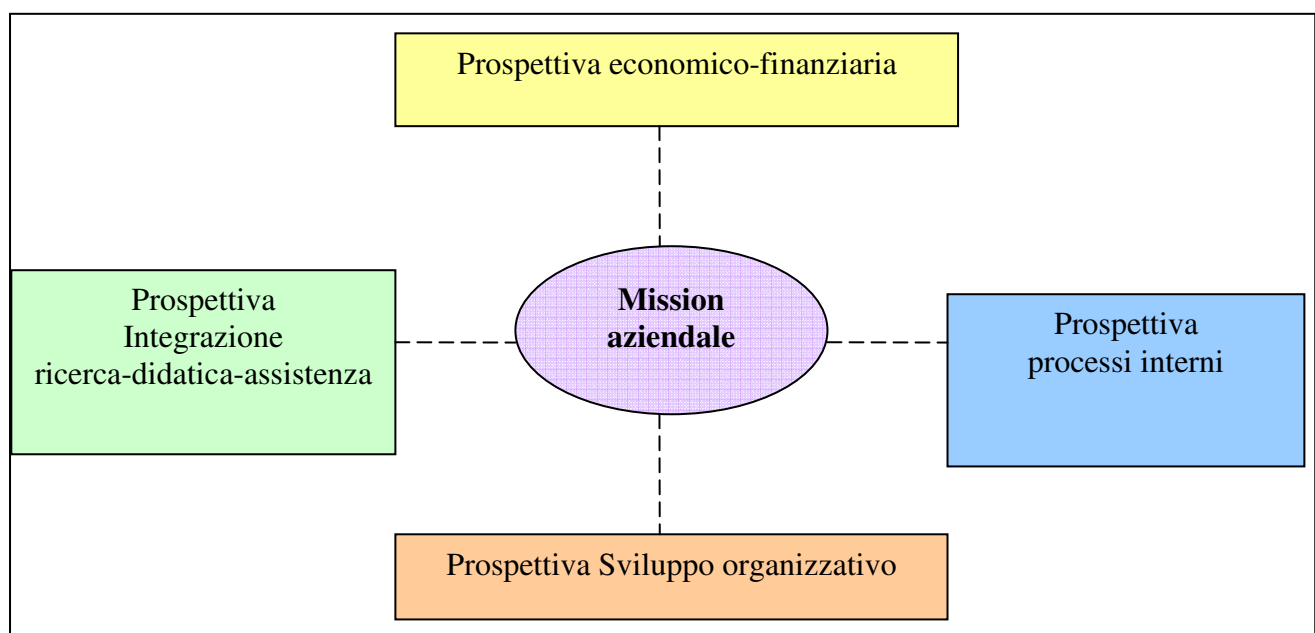 Prospettiva economico-finanziaria
Prospettiva
Integrazione
ricerca-didatica-assistenza
Mission
aziendale
Prospettiva
processi interni
Prospettiva Sviluppo organizzativo